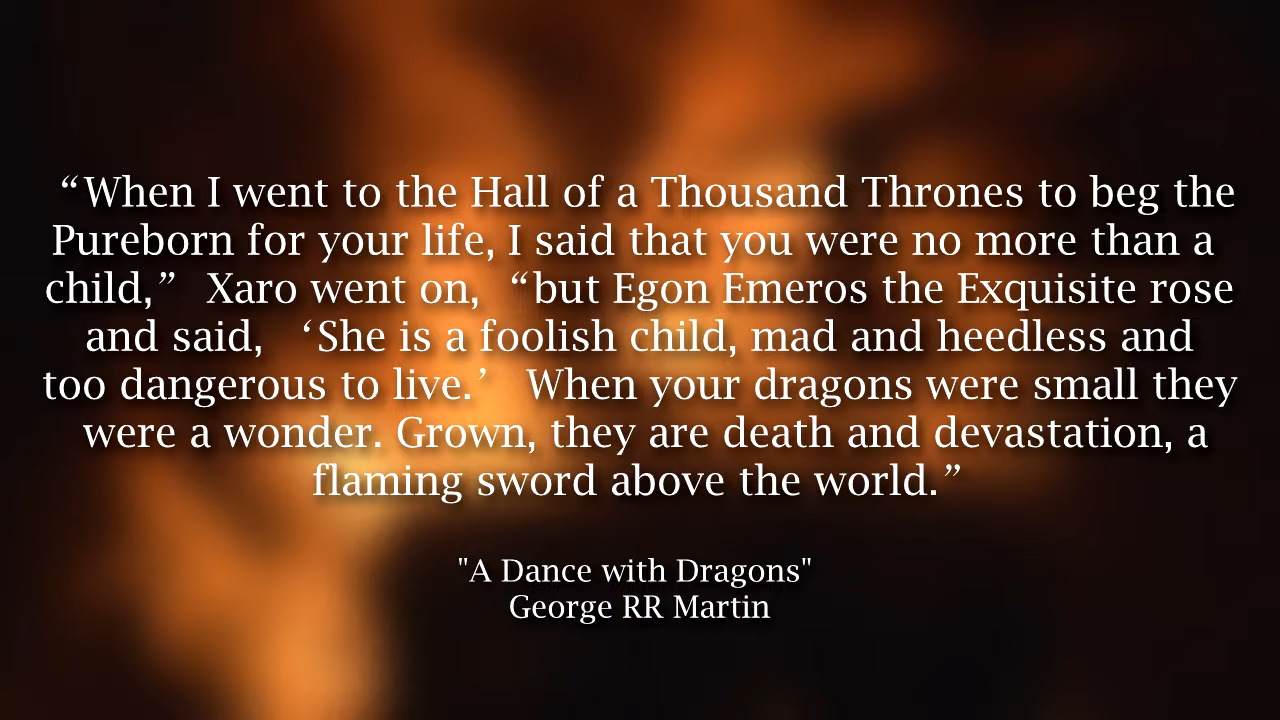 “When I went to the Hall of a Thousand Thrones to beg the
Pureborn for your life, I said that you were no more than a
child,” Xaro went on, “but Egon Emeros the Exquisite rose
and said, ‘She is a foolish child, mad and heedless and
too dangerous to live.’ When your dragons were small they
were a wonder. Grown, they are death and devastation, a
flaming sword above the world.”
"A Dance with Dragons"
George RR Martin